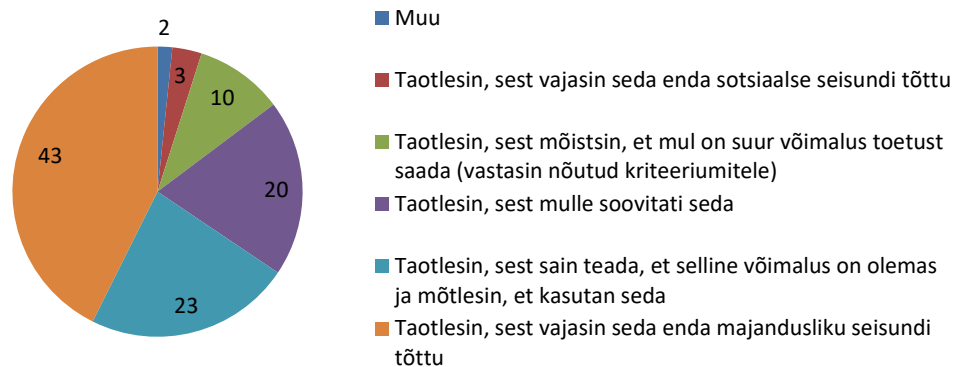 2
3
10
20
23
43
Muu
Taotlesin, sest vajasin seda enda sotsiaalse seisundi tõttu
Taotlesin, sest mõistsin, et mul on suur võimalus toetust
saada (vastasin nõutud kriteeriumitele)
Taotlesin, sest mulle soovitati seda
Taotlesin, sest sain teada, et selline võimalus on olemas
ja mõtlesin, et kasutan seda
Taotlesin, sest vajasin seda enda majandusliku seisundi
tõttu